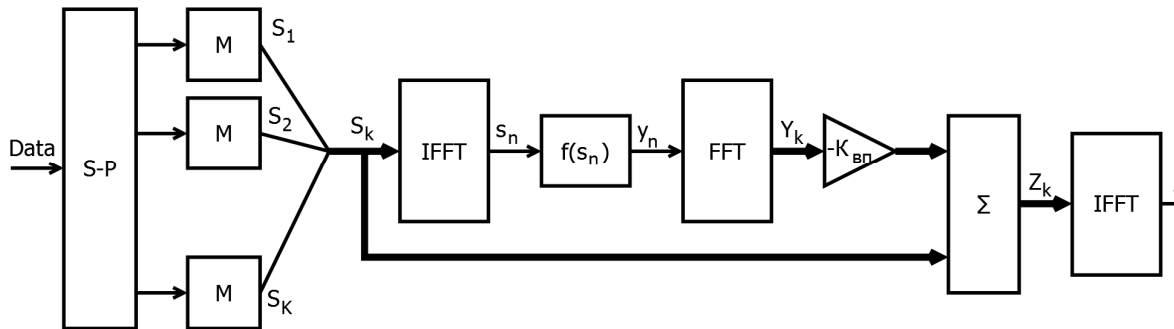 Data
S-P
M
S1
M
S2
M
SK
Sk
IFFT
sn
f(sn)
yn
FFT
Yk
-Kвп
Σ
Zk
IFFT